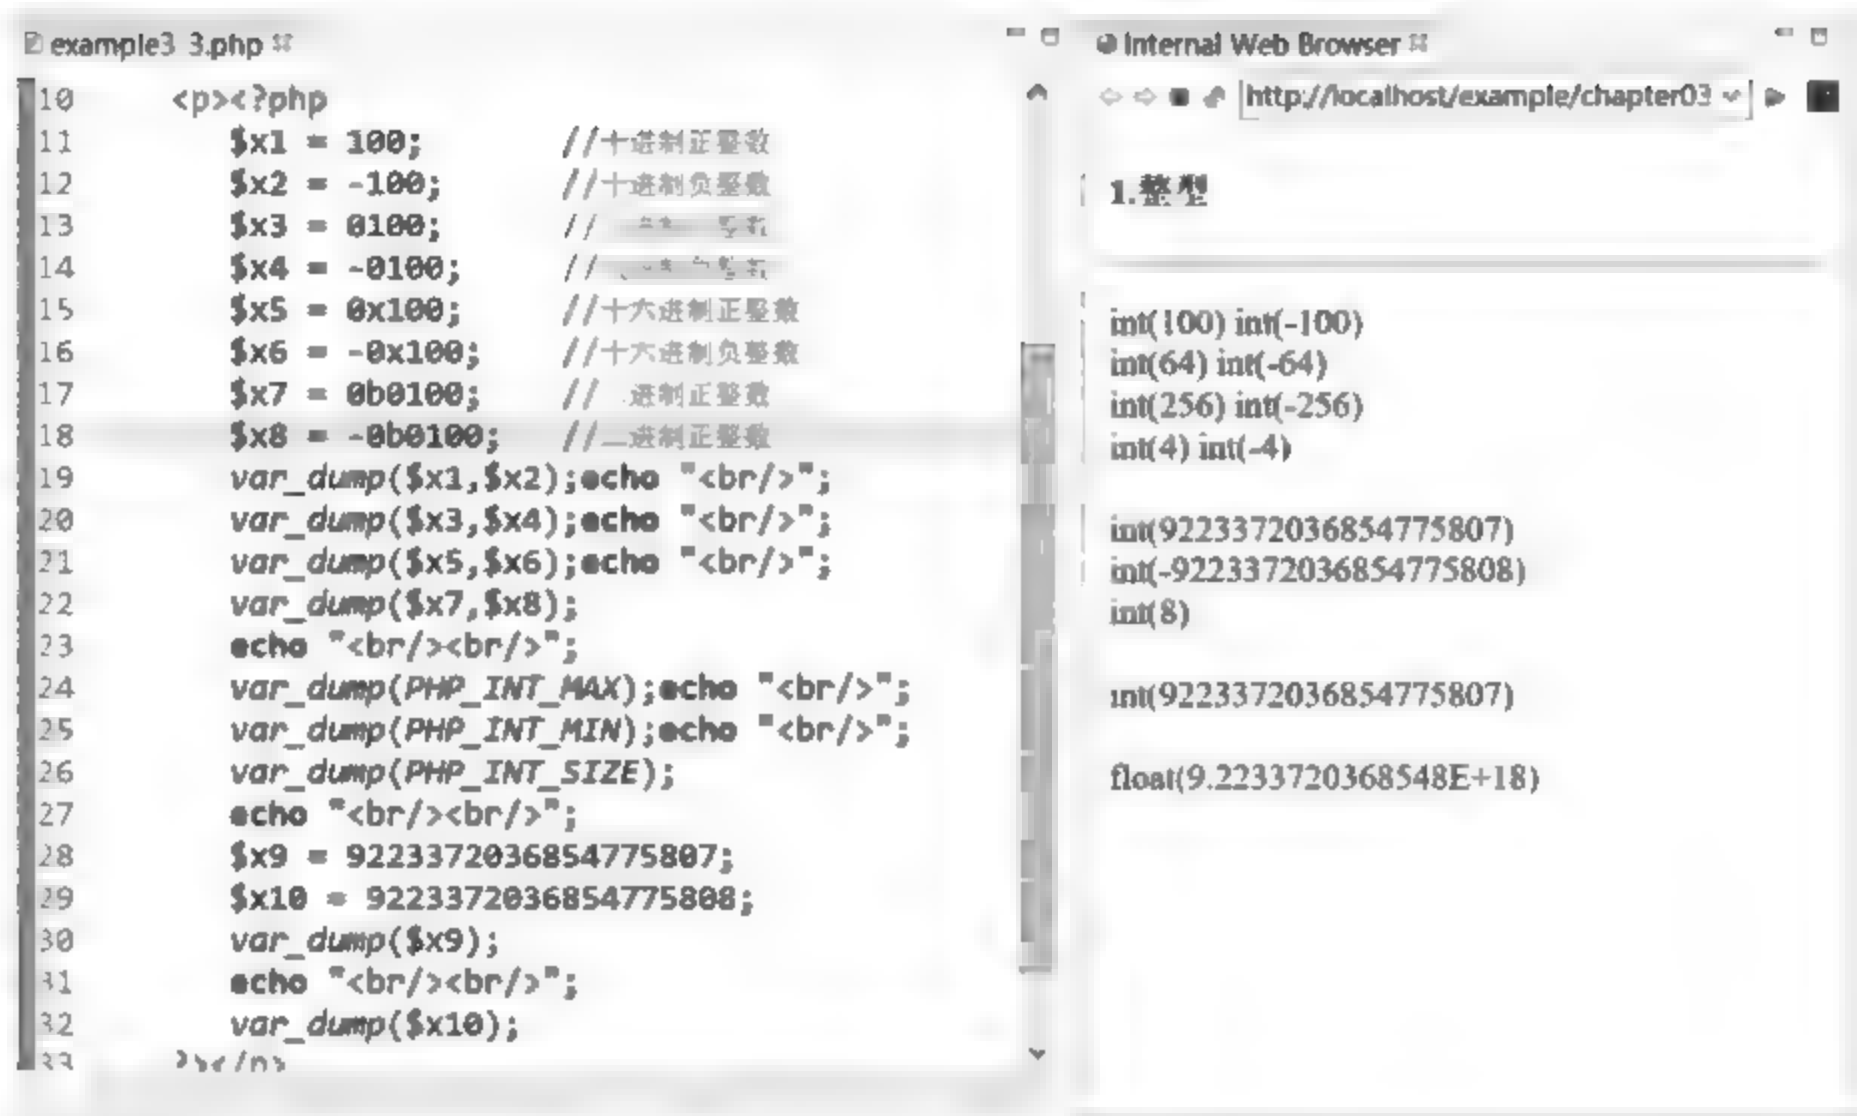 example3_3.php
10 <p><?php
11 $x1 = 100; //十进制正整数
12 $x2 = -100; //十进制负整数
13 $x3 = 0100; // 整数
14 $x4 = -0100; // 整数
15 $x5 = 0x100; //十六进制正整数
16 $x6 = -0x100; //十六进制负整数
17 $x7 = 0b0100; // 进制正整数
18 $x8 = -0b0100; //二进制正整数
19 var_dump($x1,$x2);echo "<br/>";
20 var_dump($x3,$x4);echo "<br/>";
21 var_dump($x5,$x6);echo "<br/>";
22 var_dump($x7,$x8);
23 echo "<br/><br/>";
24 var_dump(PHP_INT_MAX);echo "<br/>";
25 var_dump(PHP_INT_MIN);echo "<br/>";
26 var_dump(PHP_INT_SIZE);
27 echo "<br/><br/>";
28 $x9 = 9223372036854775807;
29 $x10 = 9223372036854775808;
30 var_dump($x9);
31 echo "<br/><br/>";
32 var_dump($x10);
33 ?></p>
Internal Web Browser
http://localhost/example/chapter03
1.整型
int(100) int(-100)
int(64) int(-64)
int(256) int(-256)
int(4) int(-4)
int(9223372036854775807)
int(-9223372036854775808)
int(8)
int(9223372036854775807)
float(9.2233720368548E+18)